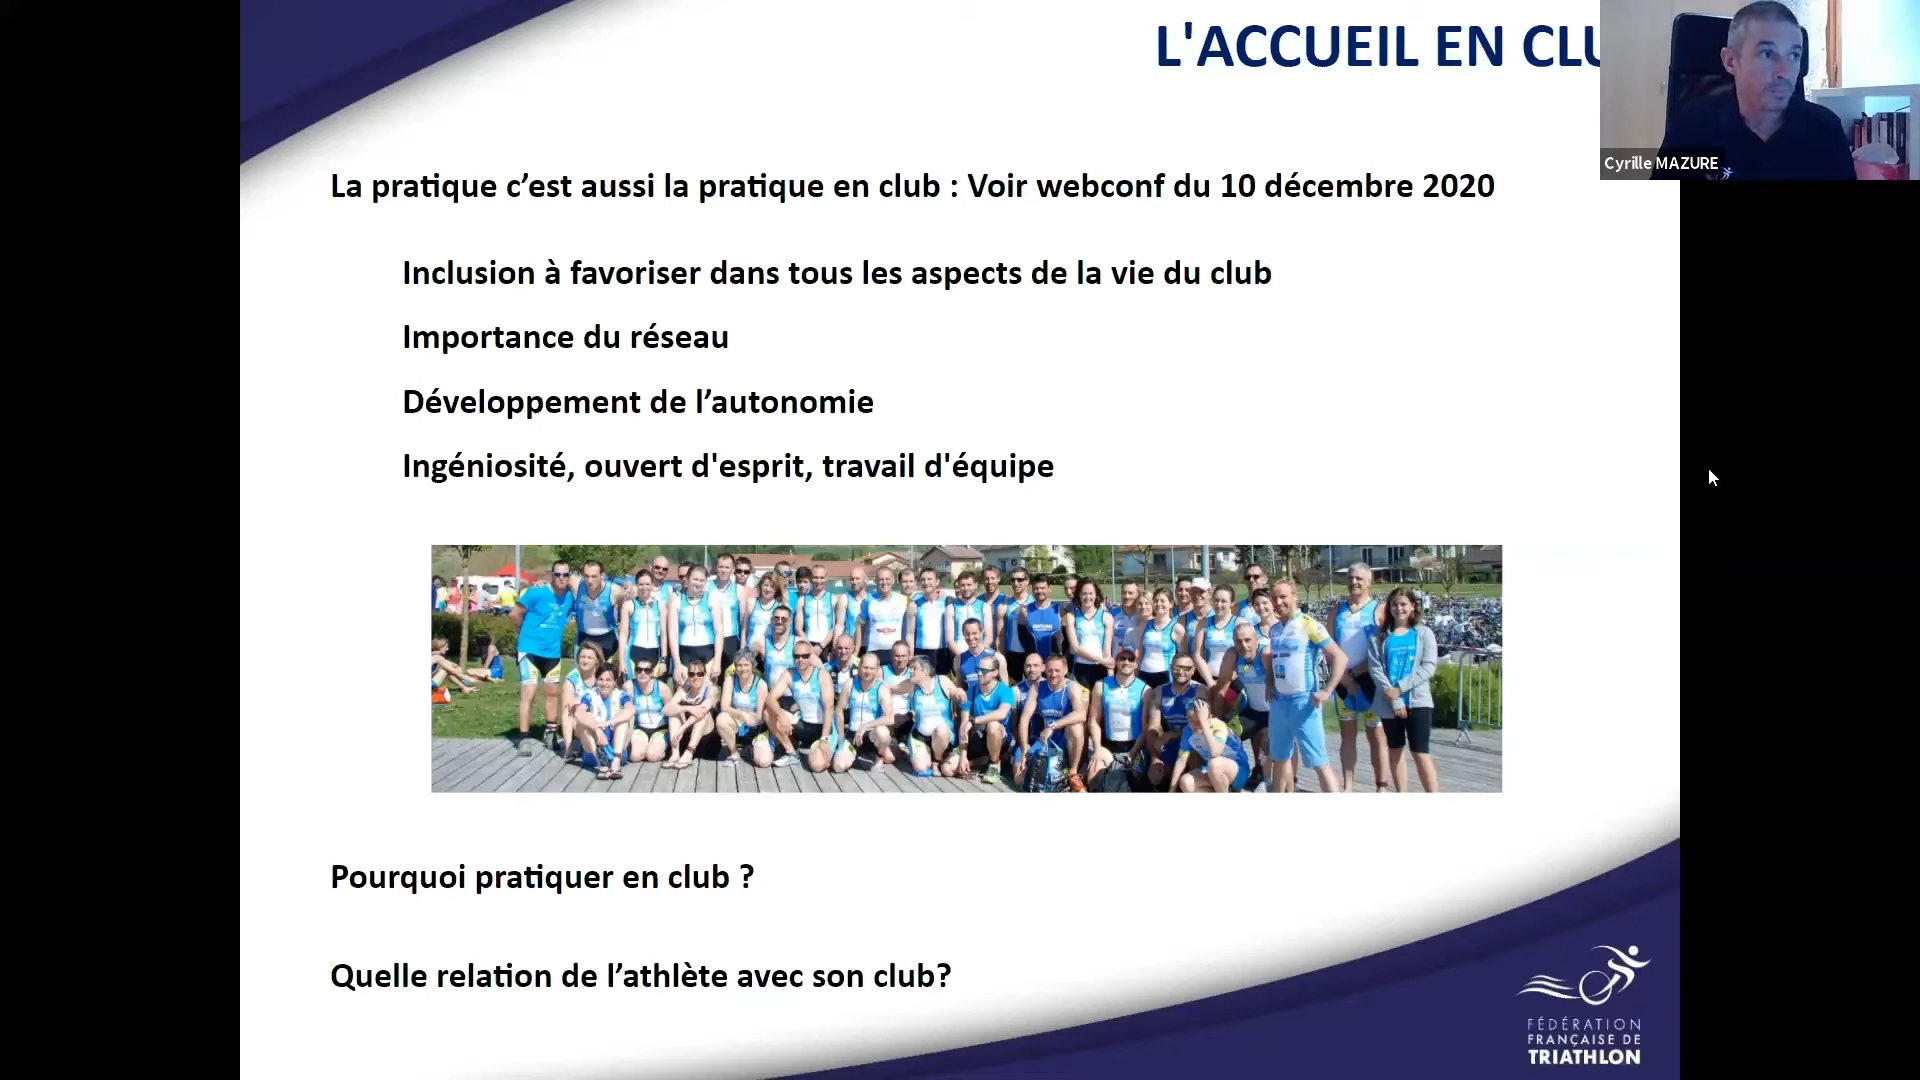 L'ACCUEIL EN CLU
Cyrille MAZURE
La pratique c’est aussi la pratique en club : Voir webconf du 10 décembre 2020
Inclusion à favoriser dans tous les aspects de la vie du club
Importance du réseau
Développement de l’autonomie
Ingéniosité, ouvert d'esprit, travail d'équipe
Pourquoi pratiquer en club ?
Quelle relation de l’athlète avec son club?
FÉDÉRATION
FRANÇAISE DE
TRIATHLON